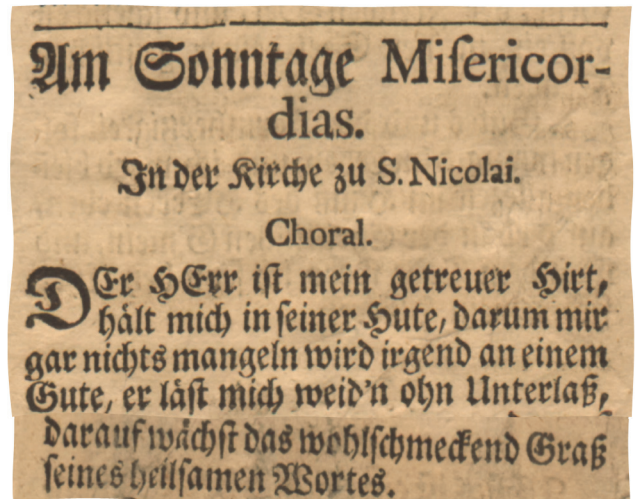 Am Sonntage Miſericor-
dias.
In der Kirche zu S. Nicolai.
Choral.
DEr HErr iſt mein getreuer Hirt,
hält mich in ſeiner Hute, darum mir
gar nichts mangeln wird irgend an einem
Gute, er läſt mich weid'n ohn Unterlaß,
darauf wächſt das wohlſchmeckend Graß
ſeines heilſamen Wortes.